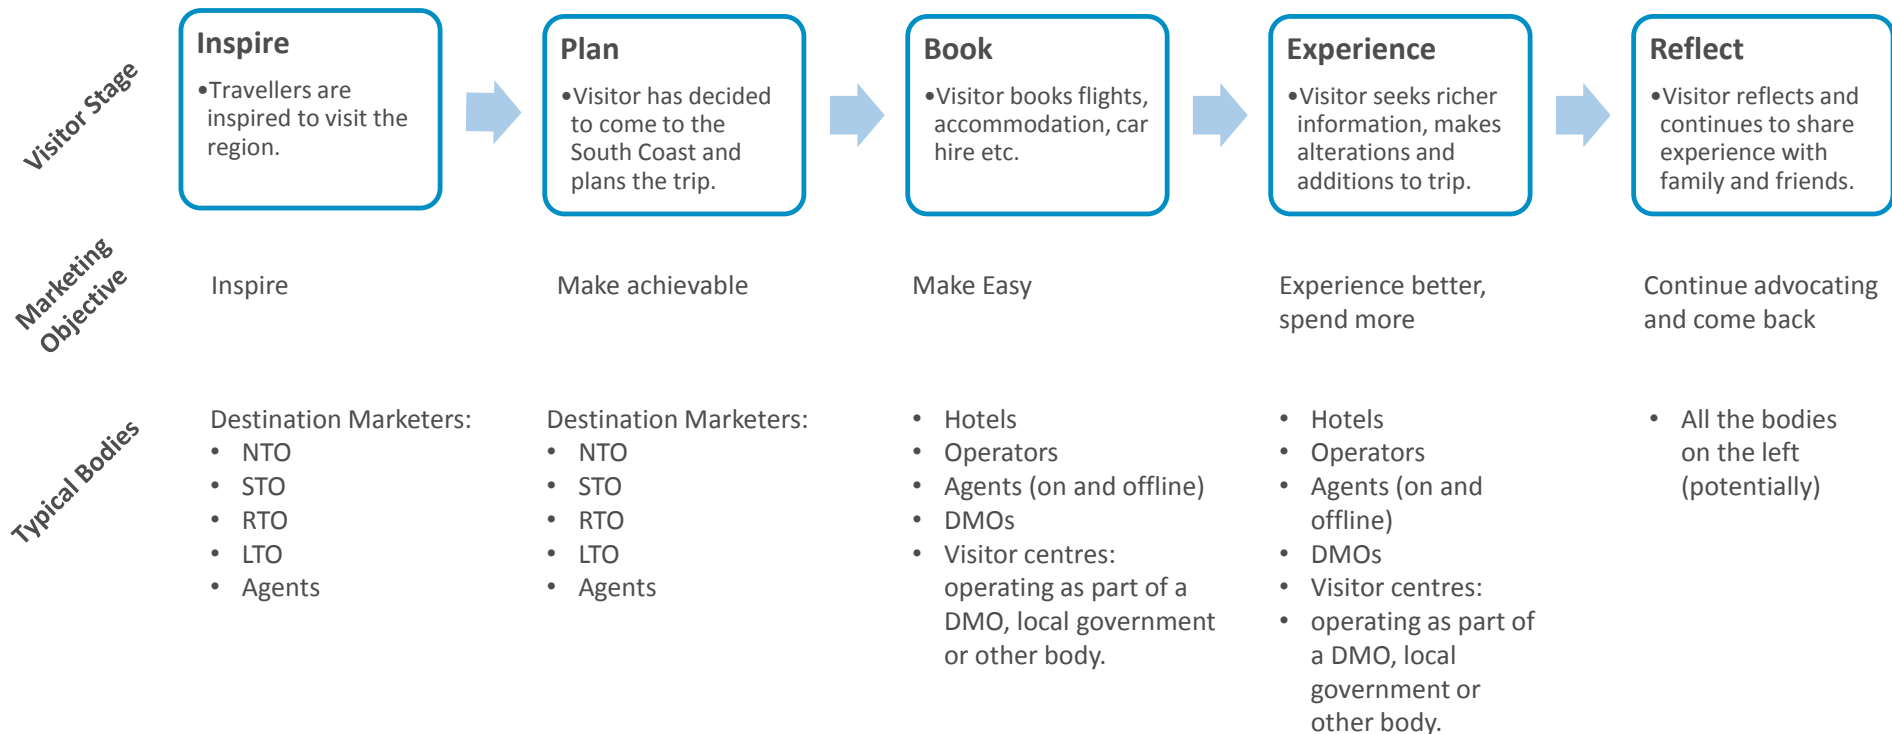 Visitor Stage
Inspire
•Travellers are
inspired to visit the
region.
Plan
•Visitor has decided
to come to the
South Coast and
plans the trip.
Book
•Visitor books flights,
accommodation, car
hire etc.
Experience
•Visitor seeks richer
information, makes
alterations and
additions to trip.
Reflect
•Visitor reflects and
continues to share
experience with
family and friends.
Marketing
Objective
Inspire
Make achievable
Make Easy
Experience better,
spend more
Continue advocating
and come back
Typical Bodies
Destination Marketers:
• NTO
• STO
• RTO
• LTO
• Agents
Destination Marketers:
• NTO
• STO
• RTO
• LTO
• Agents
• Hotels
• Operators
• Agents (on and offline)
• DMOs
• Visitor centres:
operating as part of a
DMO, local government
or other body.
• Hotels
• Operators
• Agents (on and
offline)
• DMOs
• Visitor centres:
• operating as part of
a DMO, local
government or
other body.
• All the bodies
on the left
(potentially)